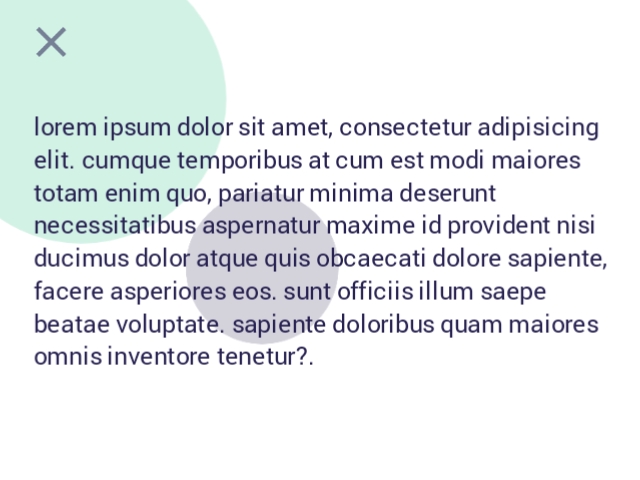 lorem ipsum dolor sit amet, consectetur adipisicing
elit. cumque temporibus at cum est modi maiores
totam enim quo, pariatur minima deserunt
necessitatibus aspernatur maxime id provident nisi
ducimus dolor atque quis obcaecati dolore sapiente,
facere asperiores eos. sunt officiis illum saepe
beatae voluptate. sapiente doloribus quam maiores
omnis inventore tenetur?.